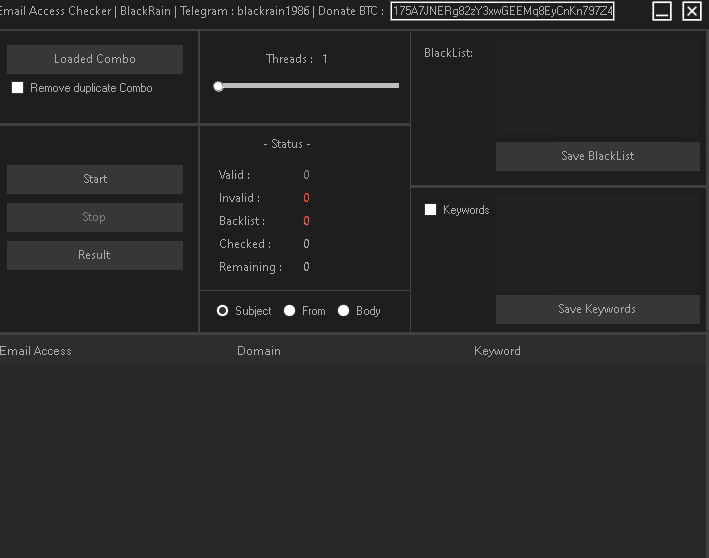 Email Access Checker | BlackRain | Telegram : blackrain1986 | Donate BTC : 175A7JNERg82zY3xwGEEMq8EyCnKn797Z4
Loaded Combo
Remove duplicate Combo
Threads : 1
BlackList:
Save BlackList
Start
Stop
Result
- Status -
Valid : 0
Invalid : 0
Backlist : 0
Checked : 0
Remaining : 0
Subject From Body
Keywords
Save Keywords
Email Access Domain Keyword